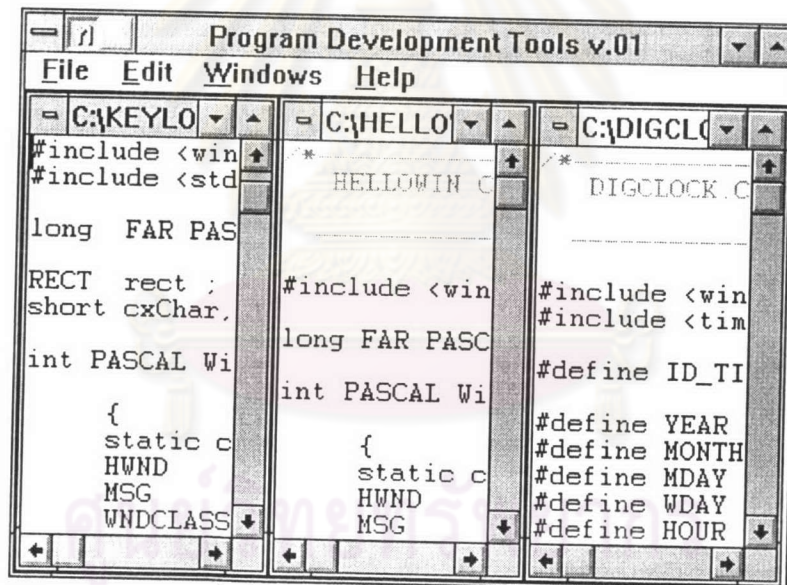 Program Development Tools v.01
File Edit Windows Help
C:\KEYLO
#include <win
#include <std
long FAR PAS
RECT rect ;
short cxChar,
int PASCAL Wi
{
static c
HWND
MSG
WNDCLASS
C:\HELLO
/*
HELLOWIN C
#include <win
long FAR PASC
int PASCAL Wi
{
static c
HWND
MSG
C:\DIGCL
/*
DIGCLOCK.C
#include <win
#include <tim
#define ID_TI
#define YEAR
#define MONTH
#define MDAY
#define WDAY
#define HOUR